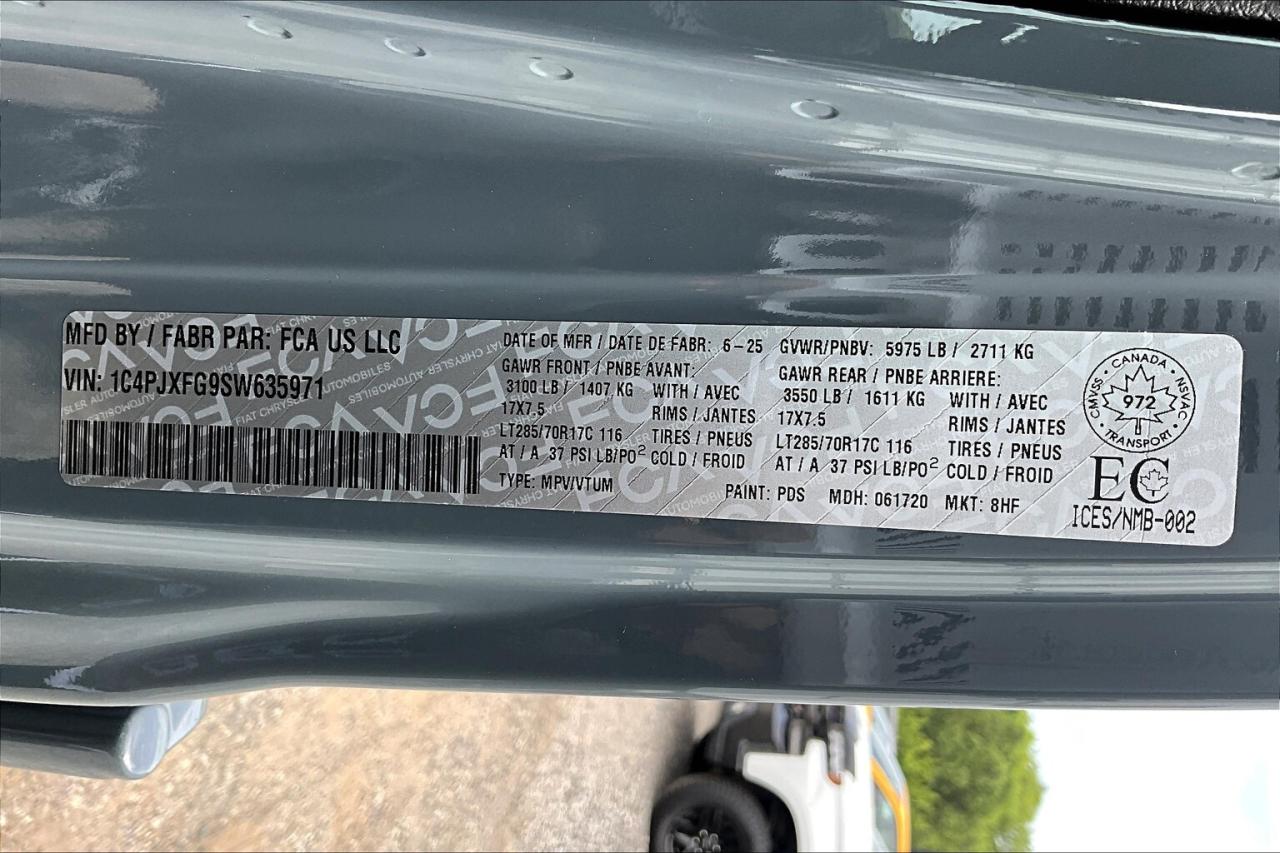 MFD BY / FABR PAR: FCA US LLC
VIN: 1C4PJXFG9SW635971
DATE OF MFR / DATE DE FABR: 6-25 GVWR/PNBV: 5975 LB / 2711 KG
GAWR FRONT / PNBE AVANT: GAWR REAR / PNBE ARRIERE:
3100 LB / 1407 KG WITH / AVEC 3550 LB / 1611 KG WITH / AVEC
17X7.5 RIMS / JANTES 17X7.5 RIMS / JANTES
LT285/70R17C 116 TIRES / PNEUS LT285/70R17C 116 TIRES / PNEUS
AT / A 37 PSI LB/PO² COLD / FROID AT / A 37 PSI LB/PO² COLD / FROID
TYPE: MPV/VTUM PAINT: PDS MDH: 061720 MKT: 8HF
CANADA
CMVSS NSVAC
972
TRANSPORT
EC
ICES/NMB-002